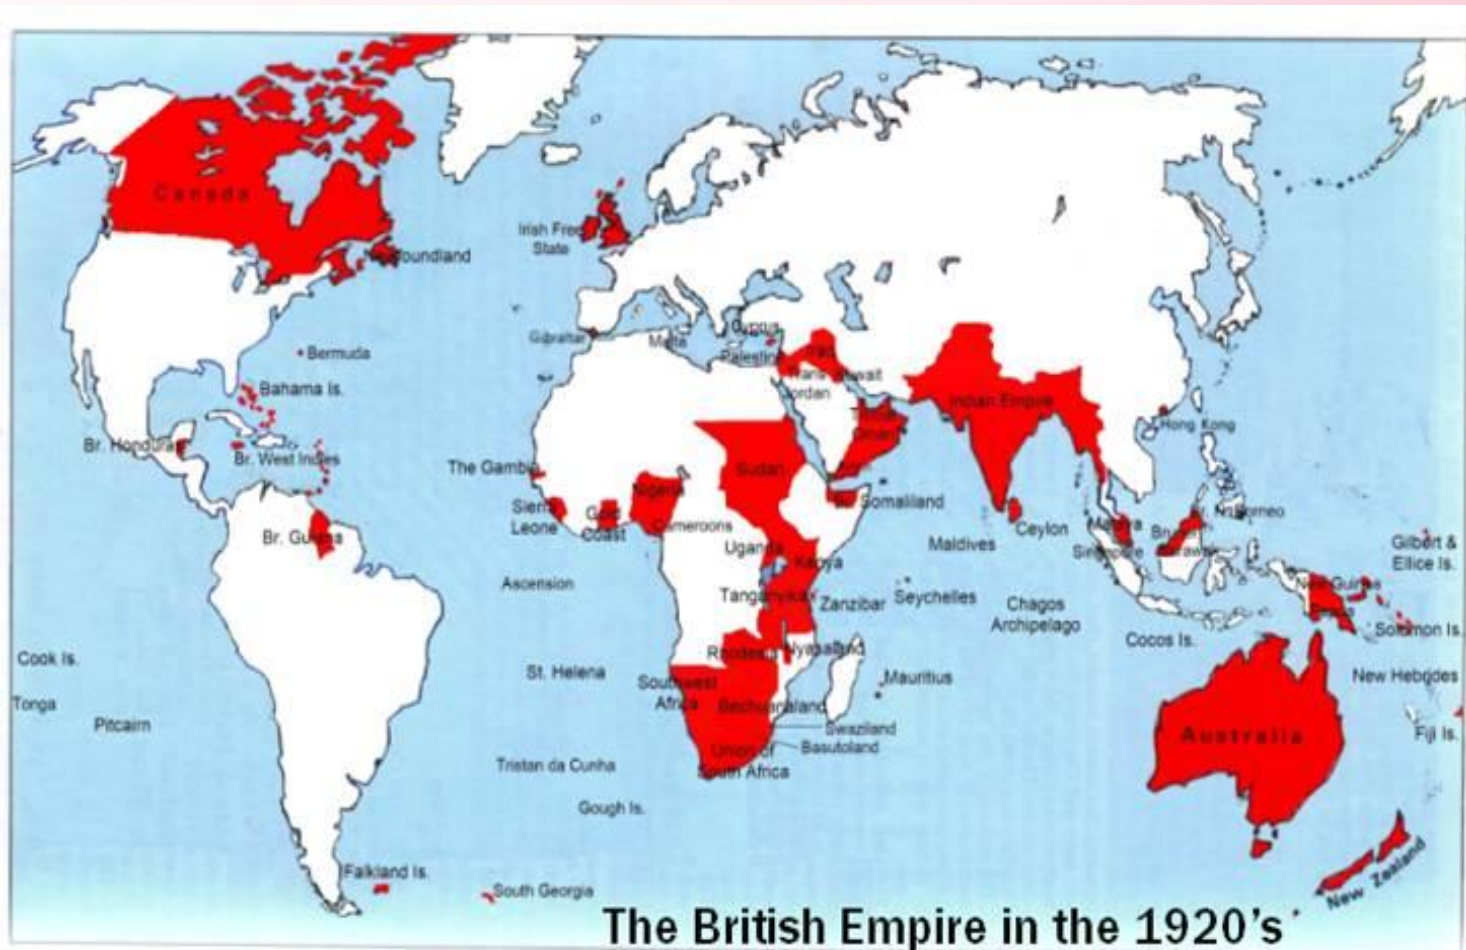 Canada
Newfoundland
Irish Free
State
Gibraltar
Malta
Cyprus
Palestine
Iraq
Trans
Jordan
Kuwait
Bermuda
Bahama Is.
Br. Honduras
Br. West Indies
Br. Guiana
The Gambia
Sierra
Leone
Gold
Coast
Nigeria
Cameroons
Sudan
Oman
Br. Somaliland
Uganda
Kenya
Tanganyika
Zanzibar
Seychelles
Indian Empire
Hong Kong
Ceylon
Maldives
Malaya
Singapore
Sarawak
Br. N. Borneo
Chagos
Archipelago
Cocos Is.
New Guinea
Papua
Gilbert &
Ellice Is.
Solomon Is.
New Hebrides
Fiji Is.
Cook Is.
Tonga
Pitcairn
Ascension
St. Helena
Tristan da Cunha
Gough Is.
Rhodesia
Nyasaland
Southwest
Africa
Bechuanaland
Mauritius
Swaziland
Basutoland
Union of
South Africa
Australia
New Zealand
Falkland Is.
South Georgia
The British Empire in the 1920's